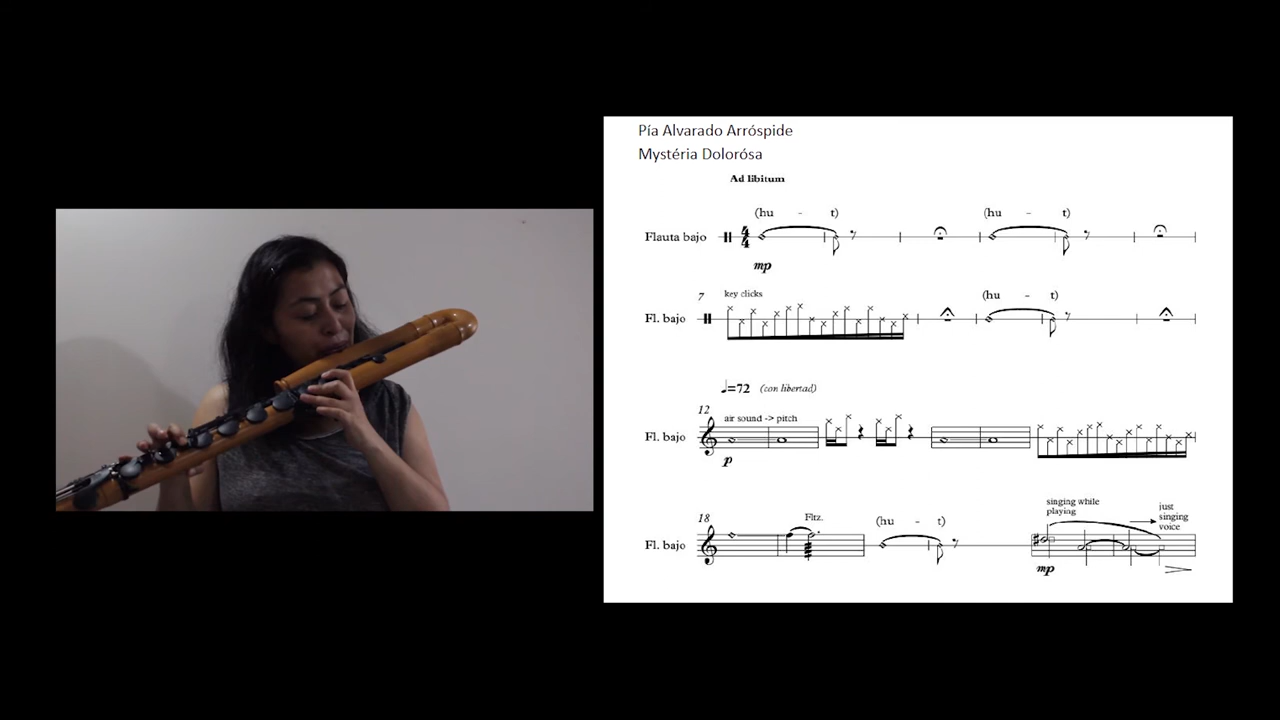 Pía Alvarado Arróspide
Mystéria Dolorósa
Ad libitum
(hu - t) (hu - t)
Flauta bajo
4
4
mp
7 key clicks (hu - t)
Fl. bajo
♩=72 (con libertad)
12 air sound -> pitch
Fl. bajo
p
singing while
playing
just
singing
voice
18 Fltz. (hu - t)
Fl. bajo
mp